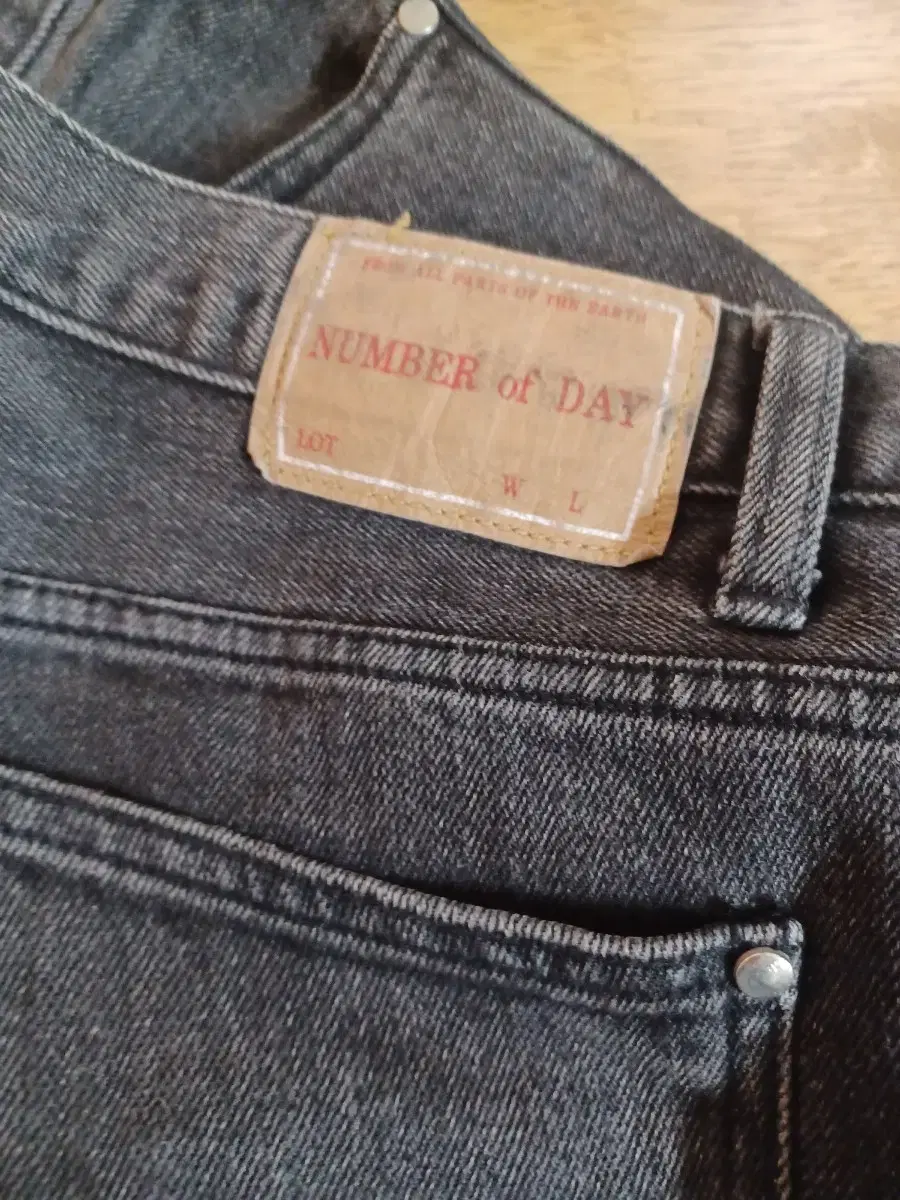 FROM ALL PARTS OF THE EARTH
NUMBER of DAY
LOT
W L